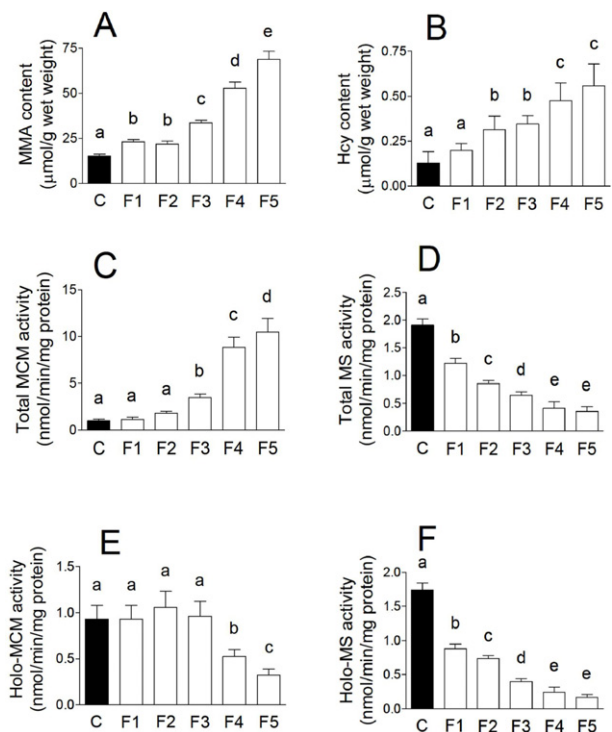 A
MMA content
(µmol/g wet weight)
75
50
25
0
a
b
b
c
d
e
C F1 F2 F3 F4 F5
B
Hcy content
(µmol/g wet weight)
0.75
0.50
0.25
0.00
a
a
b
b
c
c
C F1 F2 F3 F4 F5
C
Total MCM activity
(nmol/min/mg protein)
15
10
5
0
a
a
a
b
c
d
C F1 F2 F3 F4 F5
D
Total MS activity
(nmol/min/mg protein)
2.5
2.0
1.5
1.0
0.5
0.0
a
b
c
d
e
e
C F1 F2 F3 F4 F5
E
Holo-MCM activity
(nmol/min/mg protein)
1.5
1.0
0.5
0.0
a
a
a
a
b
c
C F1 F2 F3 F4 F5
F
Holo-MS activity
(nmol/min/mg protein)
2.0
1.5
1.0
0.5
0.0
a
b
c
d
e
e
C F1 F2 F3 F4 F5